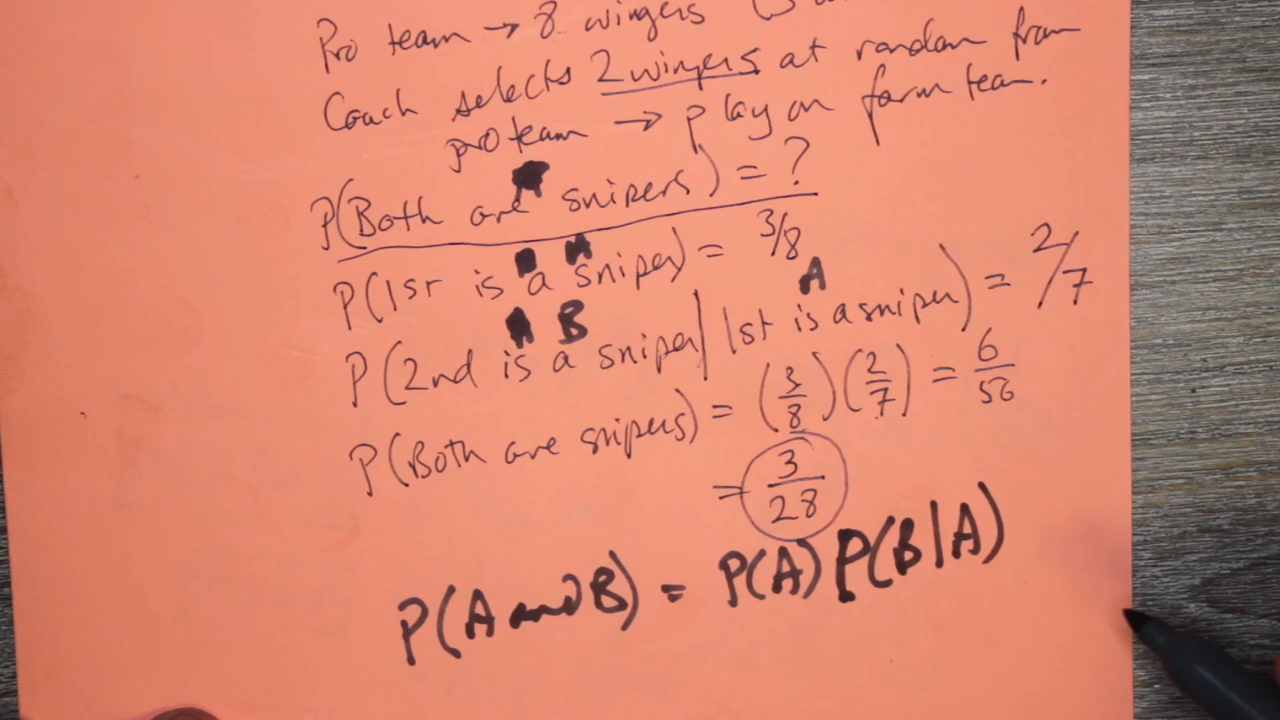 Pro team → 8 wingers
Coach selects 2 wingers at random from
pro team → play on farm team.
P(Both are snipers) = ?
P(1st is a sniper) = 3/8
A
A
B
P(2nd is a sniper | 1st is a sniper) = 2/7
P(Both are snipers) = (3/8)(2/7) = 6/56
= 3/28
P(A and B) = P(A) P(B|A)